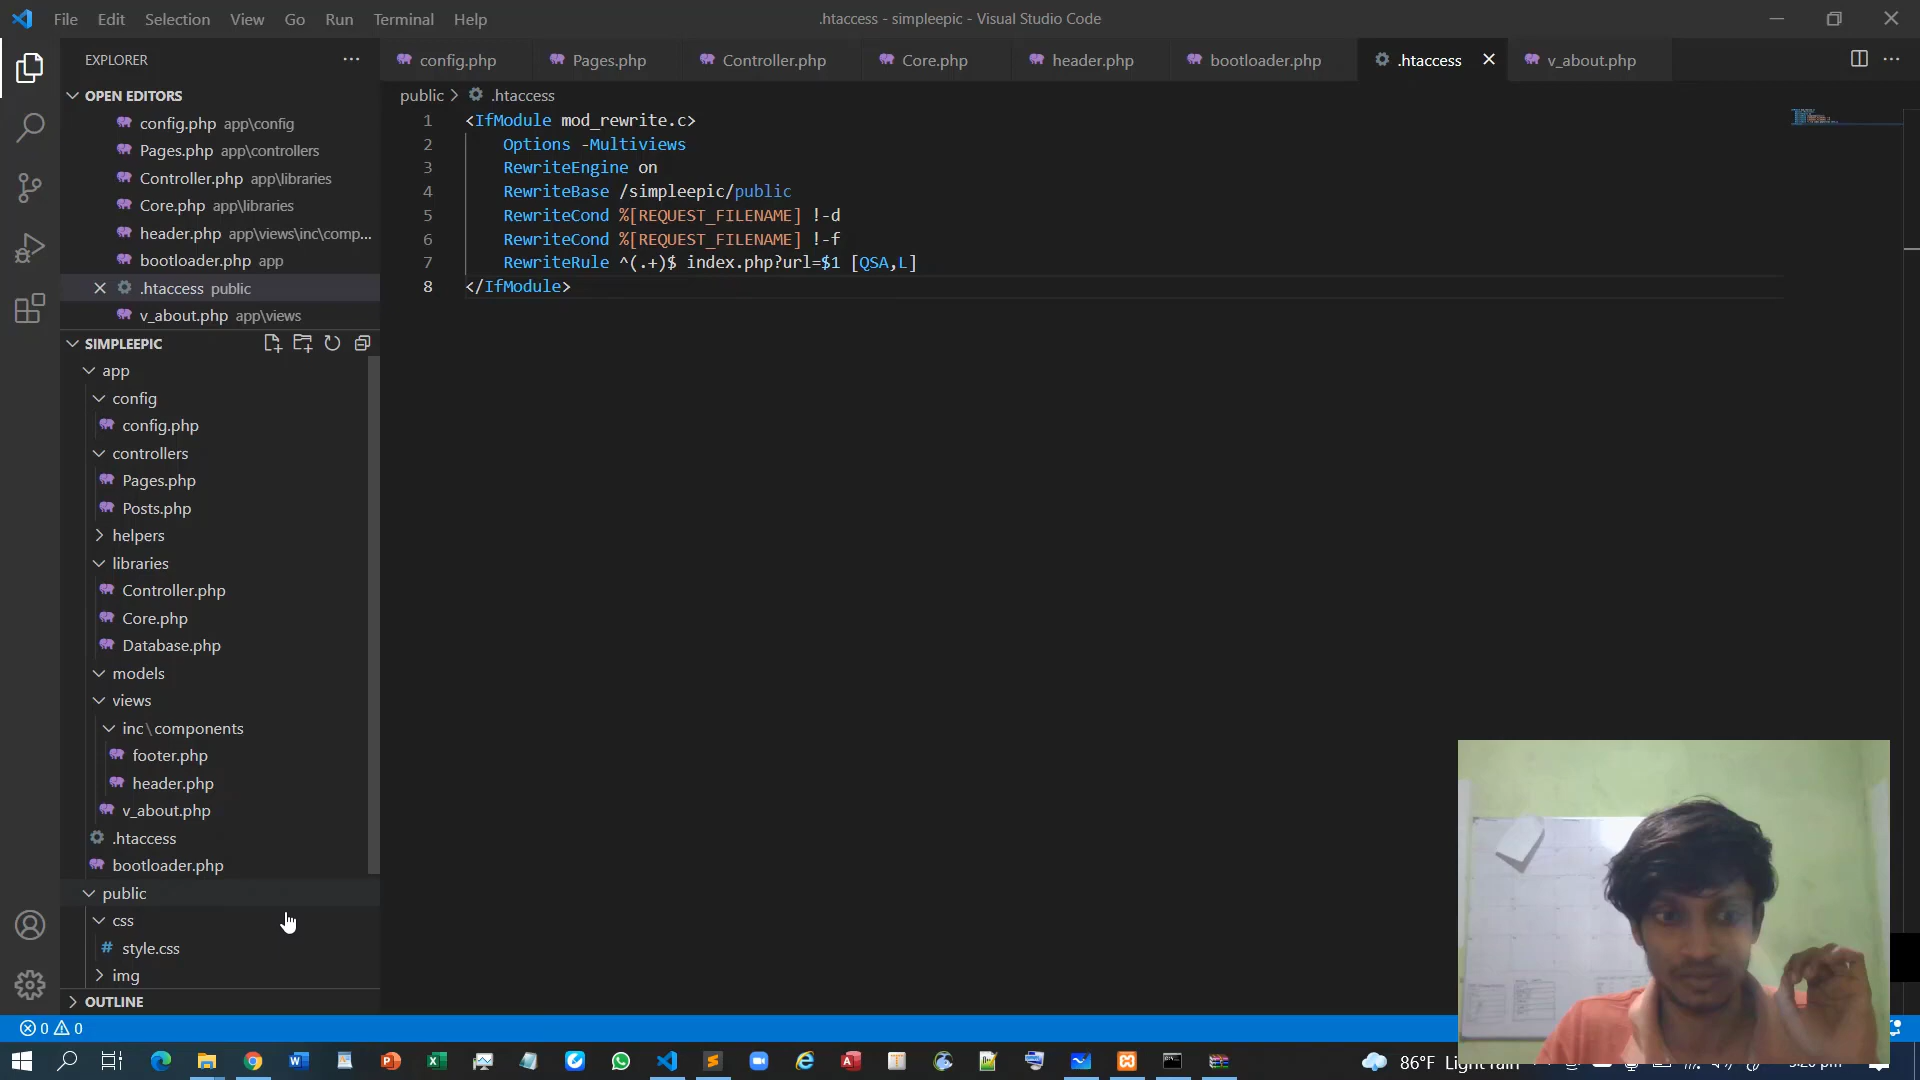 File Edit Selection View Go Run Terminal Help
.htaccess - simpleepic - Visual Studio Code
EXPLORER
config.php Pages.php Controller.php Core.php header.php bootloader.php .htaccess v_about.php
OPEN EDITORS
config.php app\config
Pages.php app\controllers
Controller.php app\libraries
Core.php app\libraries
header.php app\views\inc\comp...
bootloader.php app
.htaccess public
v_about.php app\views
SIMPLEEPIC
app
config
config.php
controllers
Pages.php
Posts.php
helpers
libraries
Controller.php
Core.php
Database.php
models
views
inc\components
footer.php
header.php
v_about.php
.htaccess
bootloader.php
public
css
style.css
img
OUTLINE
public > .htaccess
1 <IfModule mod_rewrite.c>
2 Options -Multiviews
3 RewriteEngine on
4 RewriteBase /simpleepic/public
5 RewriteCond %[REQUEST_FILENAME] !-d
6 RewriteCond %[REQUEST_FILENAME] !-f
7 RewriteRule ^(.+)$ index.php?url=$1 [QSA,L]
8 </IfModule>
0 0
86°F Light rain